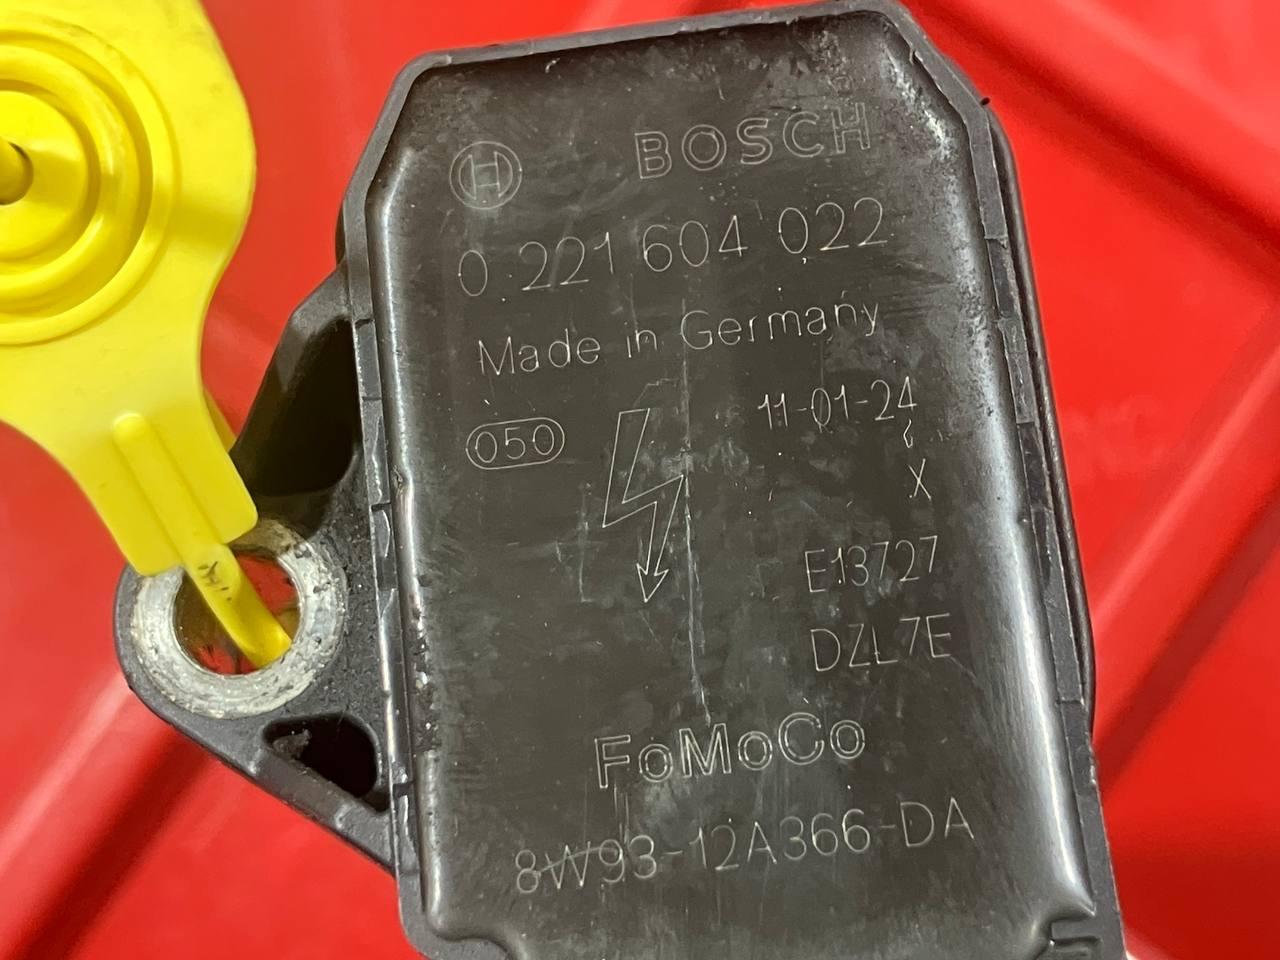 BOSCH
0 221 604 022
Made in Germany
050
11-01-24
X
E13727
DZL7E
FoMoCo
8W93-12A366-DA